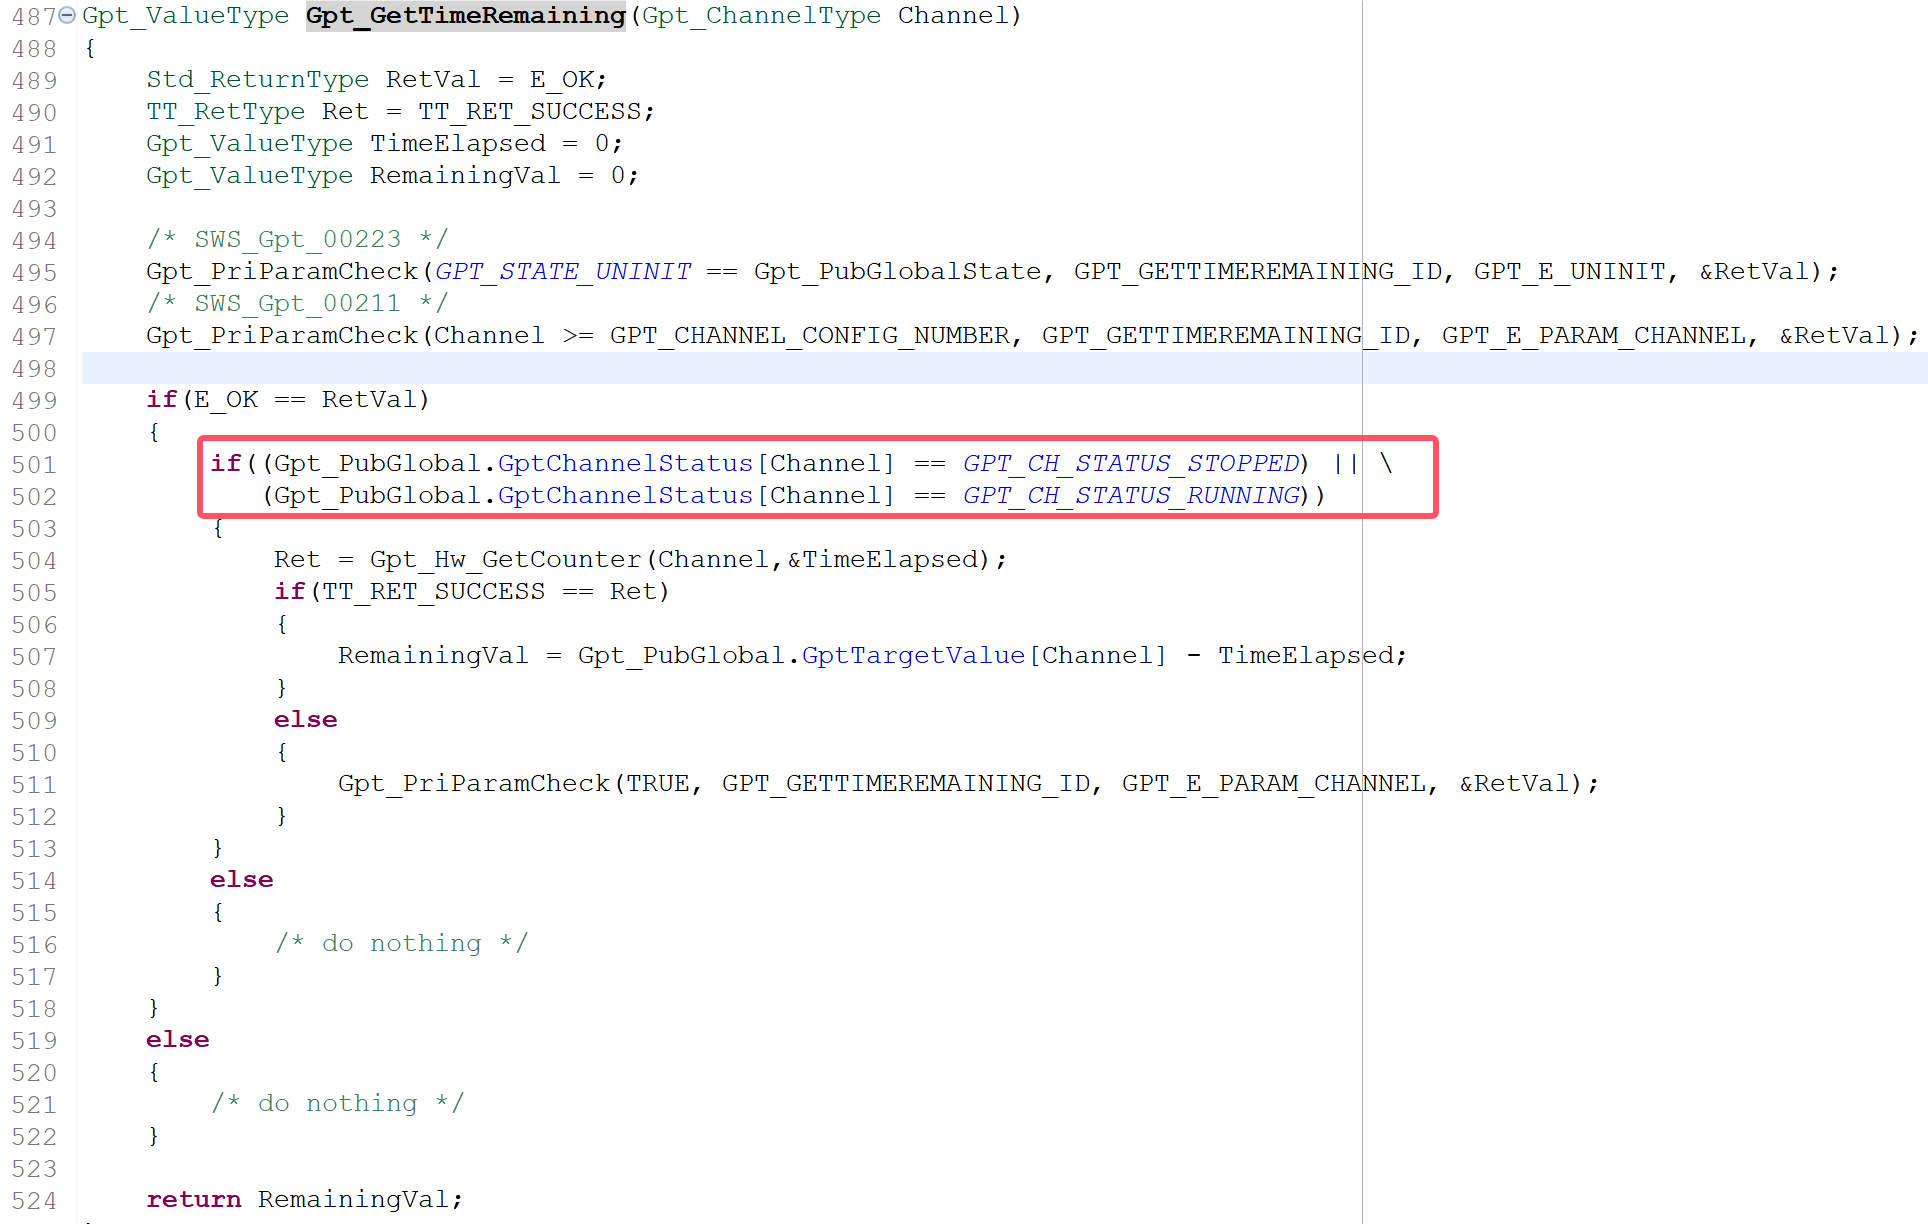 487 Gpt_ValueType Gpt_GetTimeRemaining(Gpt_ChannelType Channel)
488 {
489     Std_ReturnType RetVal = E_OK;
490     TT_RetType Ret = TT_RET_SUCCESS;
491     Gpt_ValueType TimeElapsed = 0;
492     Gpt_ValueType RemainingVal = 0;
493
494     /* SWS_Gpt_00223 */
495     Gpt_PriParamCheck(GPT_STATE_UNINIT == Gpt_PubGlobalState, GPT_GETTIMEREMAINING_ID, GPT_E_UNINIT, &RetVal);
496     /* SWS_Gpt_00211 */
497     Gpt_PriParamCheck(Channel >= GPT_CHANNEL_CONFIG_NUMBER, GPT_GETTIMEREMAINING_ID, GPT_E_PARAM_CHANNEL, &RetVal);
498
499     if(E_OK == RetVal)
500     {
501         if((Gpt_PubGlobal.GptChannelStatus[Channel] == GPT_CH_STATUS_STOPPED) || \
502            (Gpt_PubGlobal.GptChannelStatus[Channel] == GPT_CH_STATUS_RUNNING))
503         {
504             Ret = Gpt_Hw_GetCounter(Channel,&TimeElapsed);
505             if(TT_RET_SUCCESS == Ret)
506             {
507                 RemainingVal = Gpt_PubGlobal.GptTargetValue[Channel] - TimeElapsed;
508             }
509             else
510             {
511                 Gpt_PriParamCheck(TRUE, GPT_GETTIMEREMAINING_ID, GPT_E_PARAM_CHANNEL, &RetVal);
512             }
513         }
514         else
515         {
516             /* do nothing */
517         }
518     }
519     else
520     {
521         /* do nothing */
522     }
523
524     return RemainingVal;